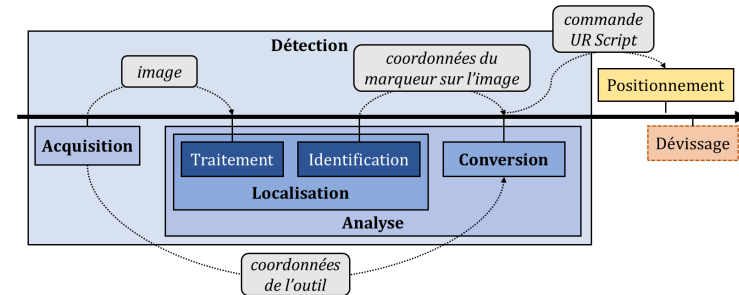 commande
UR Script
Détection
coordonnées du
marqueur sur l'image
image
Positionnement
Acquisition
Dévissage
Traitement
Identification
Conversion
Localisation
Analyse
coordonnées
de l'outil